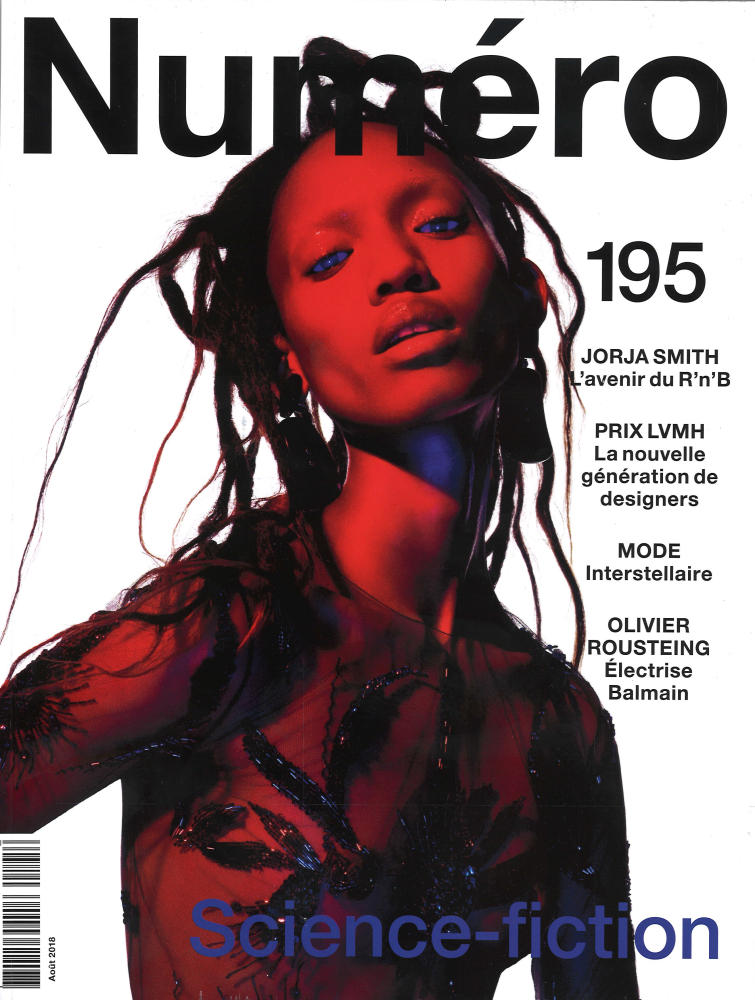 Numéro
195
JORJA SMITH
L’avenir du R’n’B
PRIX LVMH
La nouvelle
génération de
designers
MODE
Interstellaire
OLIVIER
ROUSTEING
Électrise
Balmain
Science-fiction
Août 2018